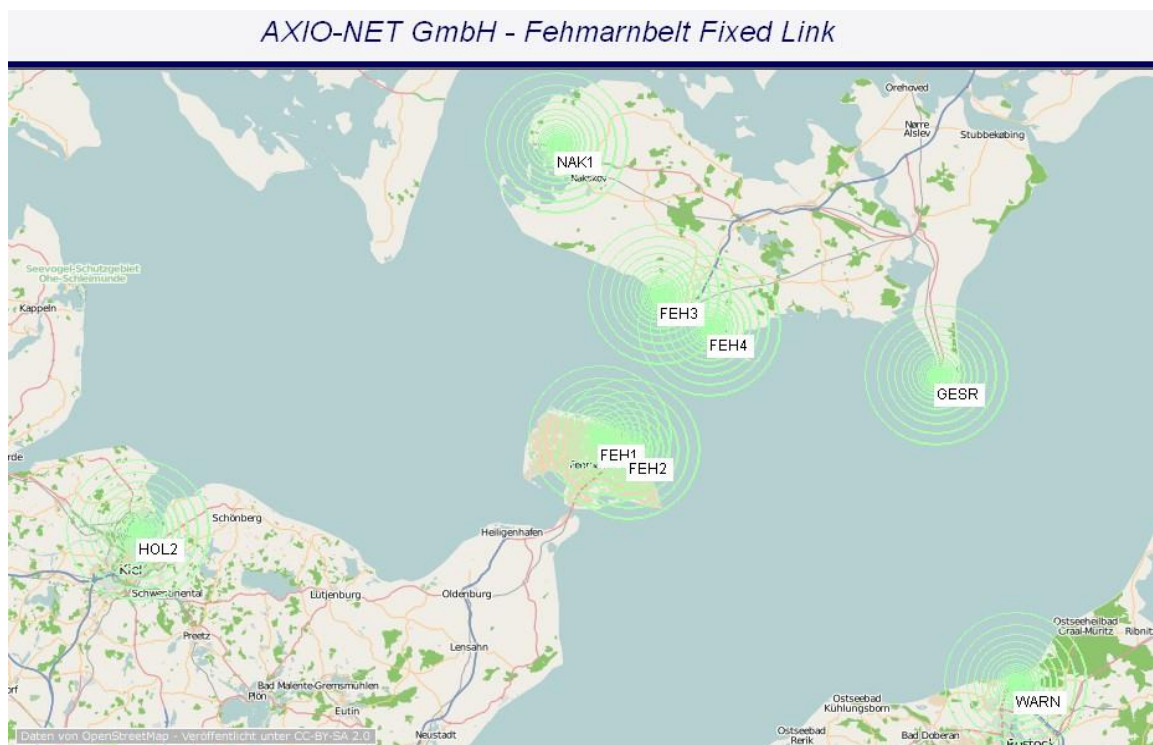 AXIO-NET GmbH - Fehmarnbelt Fixed Link
Orehoved
Nørre
Alslev
Stubbekøbing
NAK1
Nakskov
Seevogel-Schutzgebiet
Ohe-Schleimünde
Kappeln
FEH3
FEH4
GESR
FEH1
FEH2
Schönberg
Heiligenhafen
HOL2
Kiel
Schwentinental
Lütjenburg
Oldenburg
Preetz
Lensahn
Ostseeheilbad
Graal-Müritz
Ribnitz
Bad Malente-Gremsmühlen
Plön
Eutin
WARN
Ostseebad
Kühlungsborn
Neustadt
Ostseebad
Rerik
Bad Doberan
Rostock
Daten von OpenStreetMap - Veröffentlicht unter CC-BY-SA 2.0